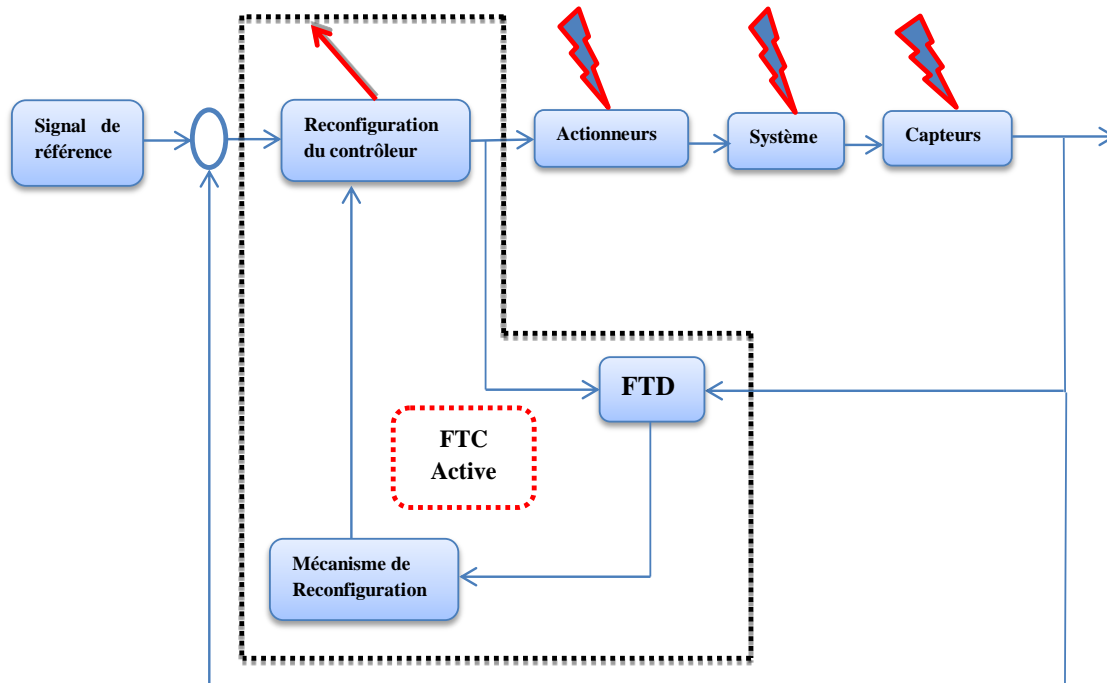 Signal de
référence
Reconfiguration
du contrôleur
Actionneurs
Système
Capteurs
FTD
FTC
Active
Mécanisme de
Reconfiguration